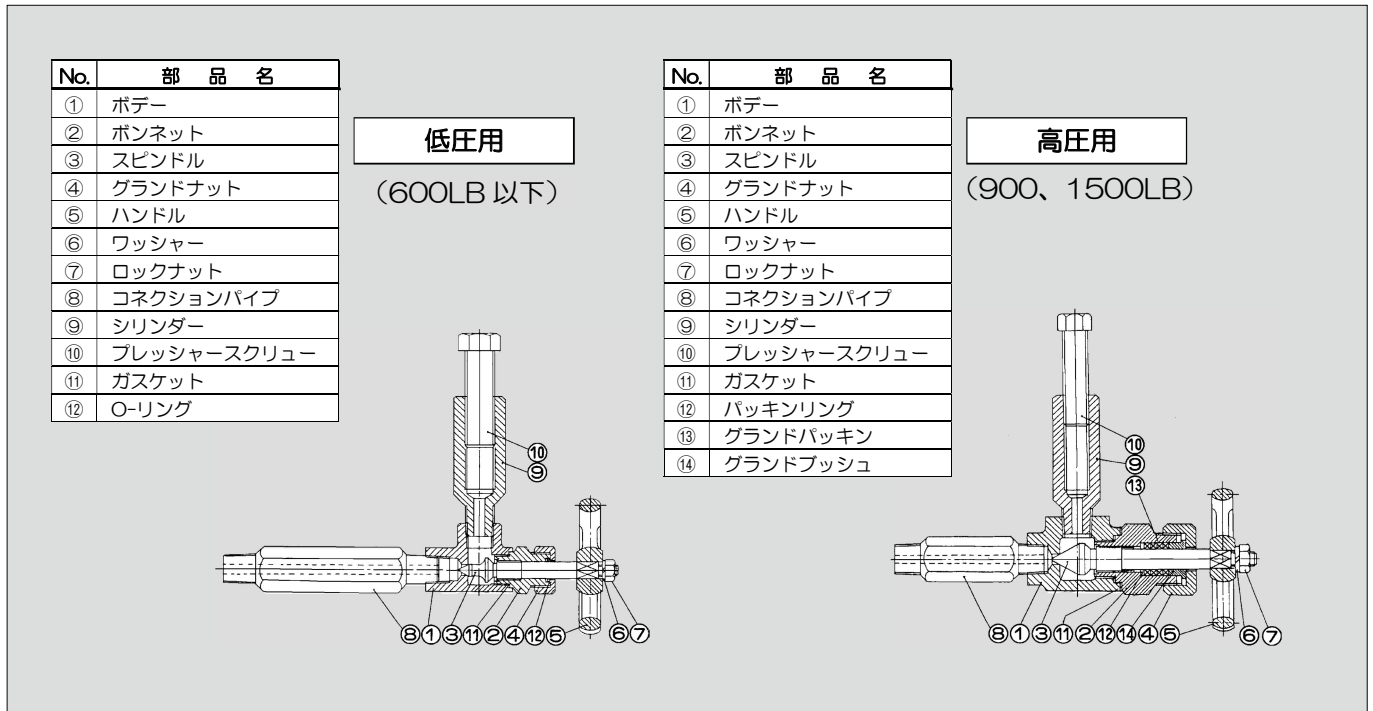 No. 部品名
① ボデー
② ボンネット
③ スピンドル
④ グランドナット
⑤ ハンドル
⑥ ワッシャー
⑦ ロックナット
⑧ コネクションパイプ
⑨ シリンダー
⑩ プレッシャースクリュー
⑪ ガスケット
⑫ O-リング
低圧用
(600LB 以下)
⑩
⑨
⑧①③⑪②④⑫⑤ ⑥⑦
No. 部品名
① ボデー
② ボンネット
③ スピンドル
④ グランドナット
⑤ ハンドル
⑥ ワッシャー
⑦ ロックナット
⑧ コネクションパイプ
⑨ シリンダー
⑩ プレッシャースクリュー
⑪ ガスケット
⑫ パッキンリング
⑬ グランドパッキン
⑭ グランドブッシュ
高圧用
(900、1500LB)
⑩
⑨
⑬
⑧① ③ ⑪②⑫⑭④⑤ ⑥ ⑦